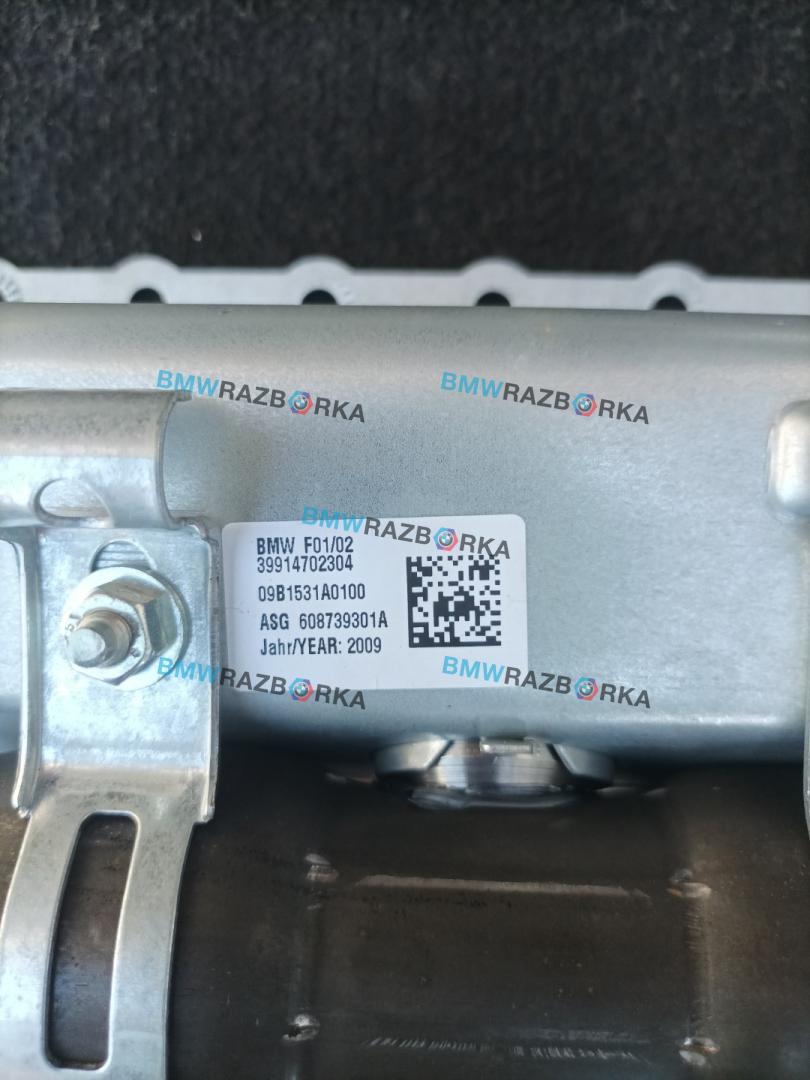 BMWRAZBORKA
BMWRAZBORKA
BMWRAZBORKA
BMW F01/02
39914702304
09B1531A0100
ASG 608739301A
Jahr/YEAR: 2009
BMWRAZBORKA
BMWRAZBORKA